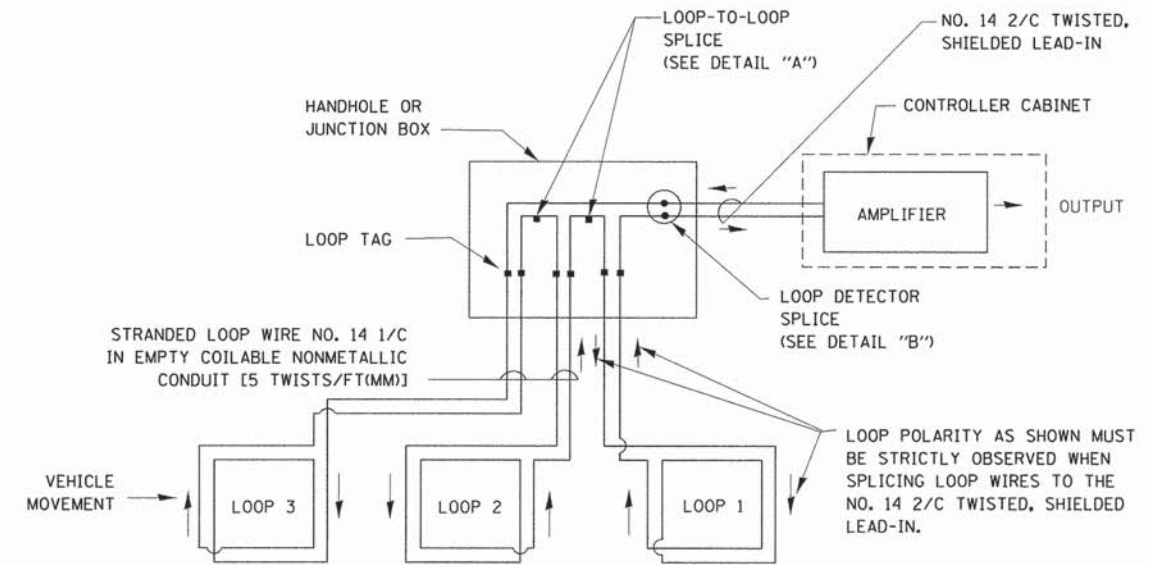 LOOP-TO-LOOP
SPLICE
(SEE DETAIL "A")
NO. 14 2/C TWISTED,
SHIELDED LEAD-IN
HANDHOLE OR
JUNCTION BOX
CONTROLLER CABINET
AMPLIFIER
OUTPUT
LOOP TAG
LOOP DETECTOR
SPLICE
(SEE DETAIL "B")
STRANDED LOOP WIRE NO. 14 1/C
IN EMPTY COILABLE NONMETALLIC
CONDUIT [5 TWISTS/FT(MM)]
LOOP POLARITY AS SHOWN MUST
BE STRICTLY OBSERVED WHEN
SPLICING LOOP WIRES TO THE
NO. 14 2/C TWISTED, SHIELDED
LEAD-IN.
VEHICLE
MOVEMENT
LOOP 3
LOOP 2
LOOP 1